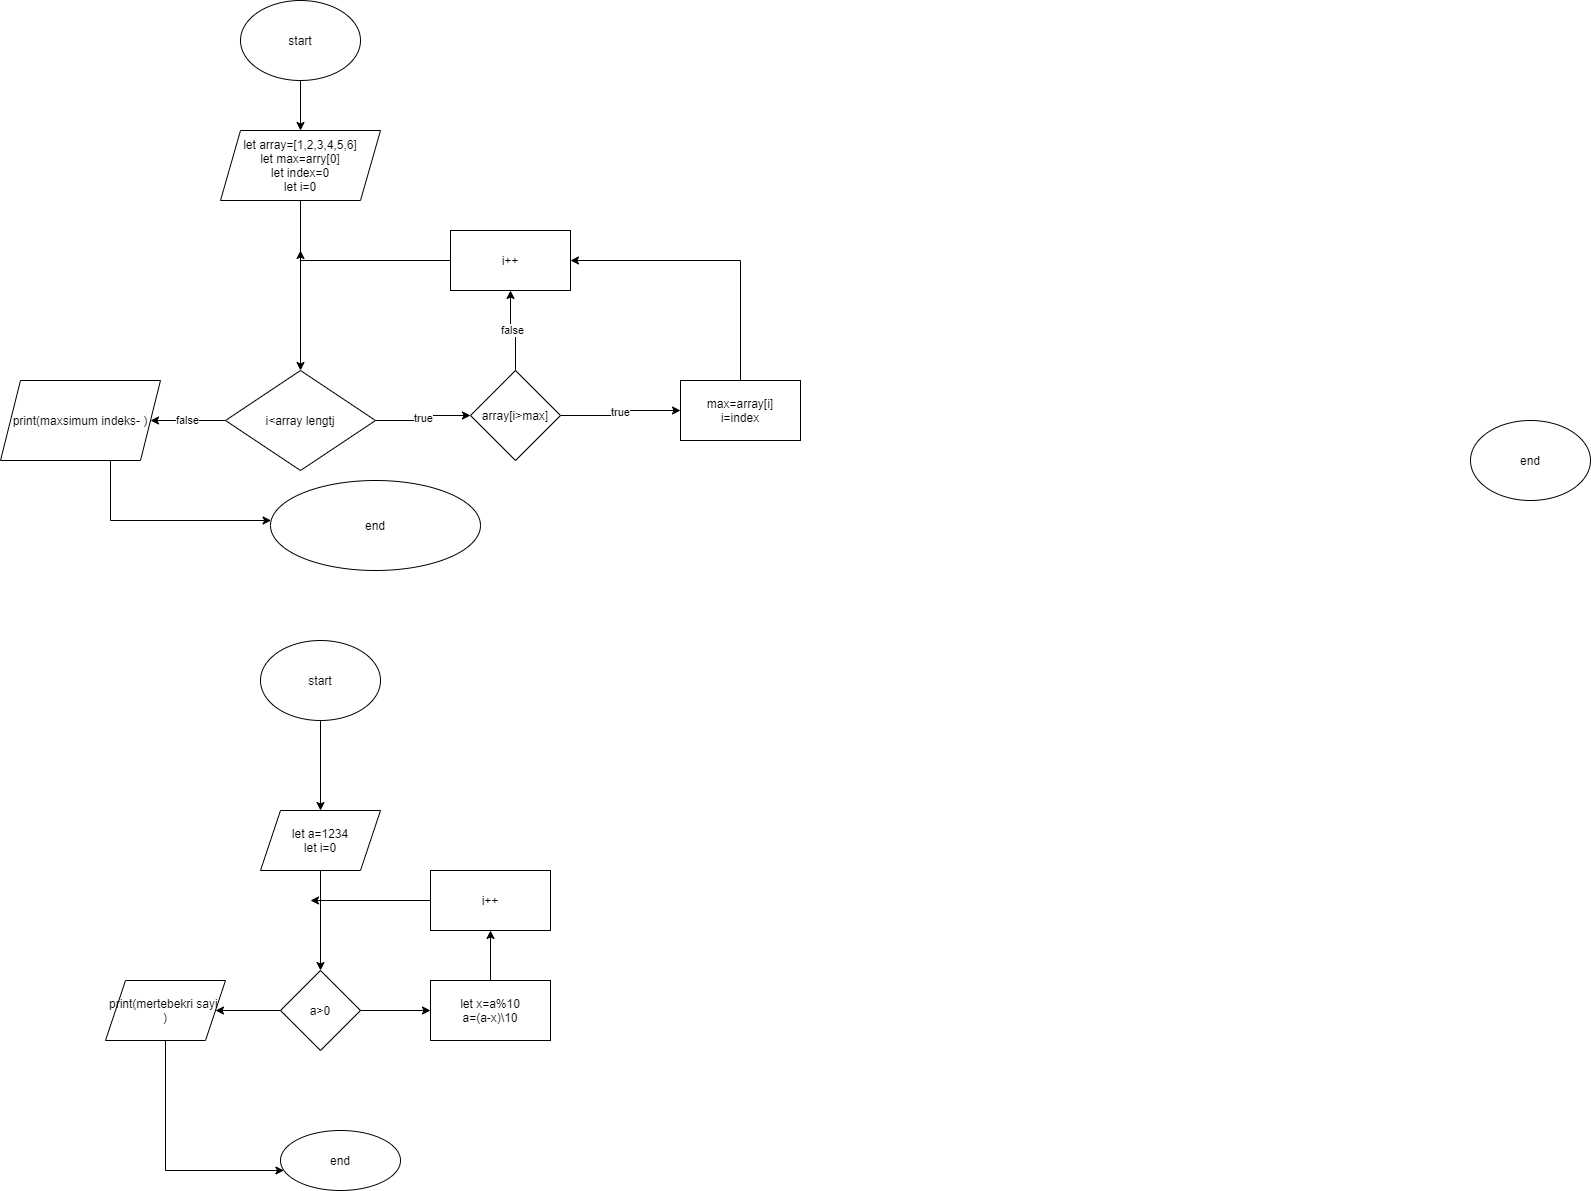 start
let array=[1,2,3,4,5,6]
let max=arry[0]
let index=0
let i=0
i++
false
print(maxsimum indeks- )
false
i<array lengtj
true
array[i>max]
true
max=array[i]
i=index
end
end
start
let a=1234
let i=0
i++
print(mertebekri sayi
)
a>0
let x=a%10
a=(a-x)\10
end